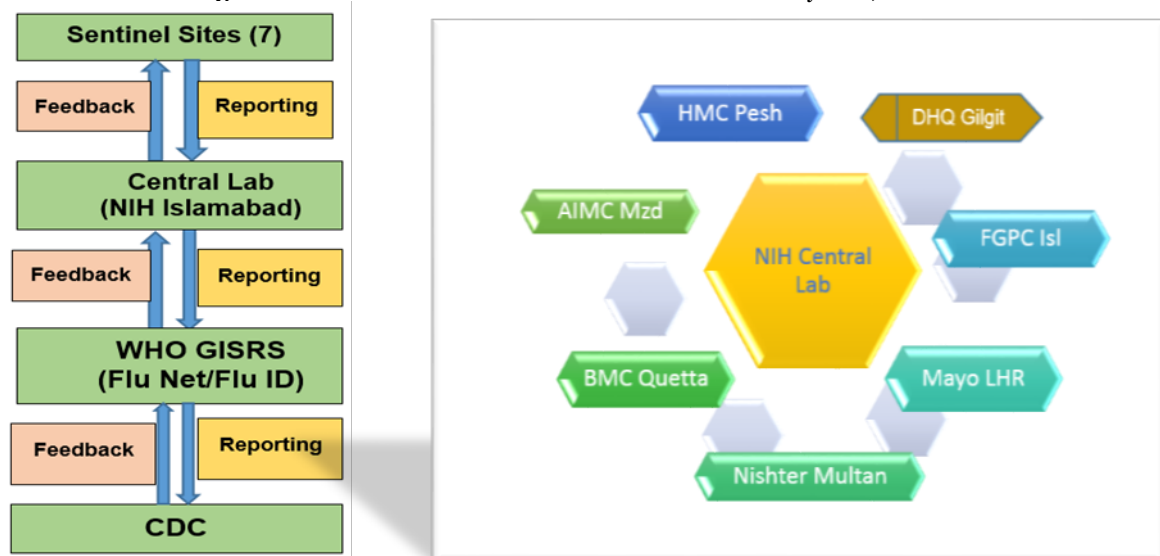 Sentinel Sites (7)
Feedback
Reporting
Central Lab
(NIH Islamabad)
Feedback
Reporting
WHO GISRS
(Flu Net/Flu ID)
Feedback
Reporting
CDC
HMC Pesh
DHQ Gilgit
AIMC Mzd
FGPC Isl
NIH Central
Lab
BMC Quetta
Mayo LHR
Nishter Multan